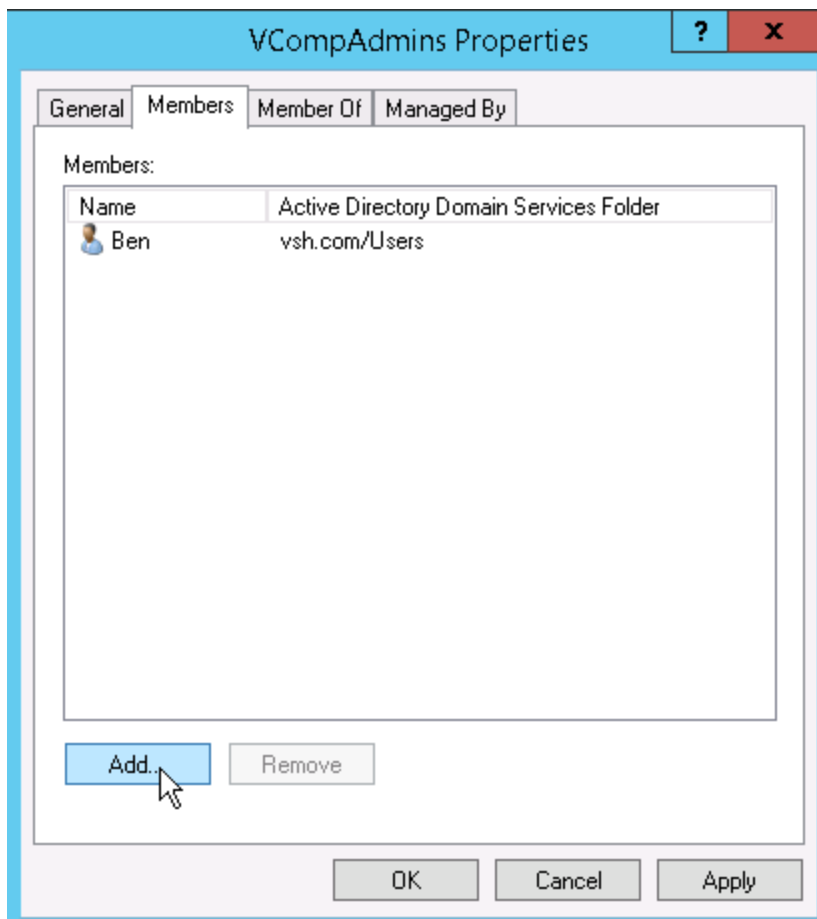 VCompAdmins Properties ? x
General Members Member Of Managed By
Members:
Name Active Directory Domain Services Folder
Ben vsh.com/Users
Add... Remove
OK Cancel Apply